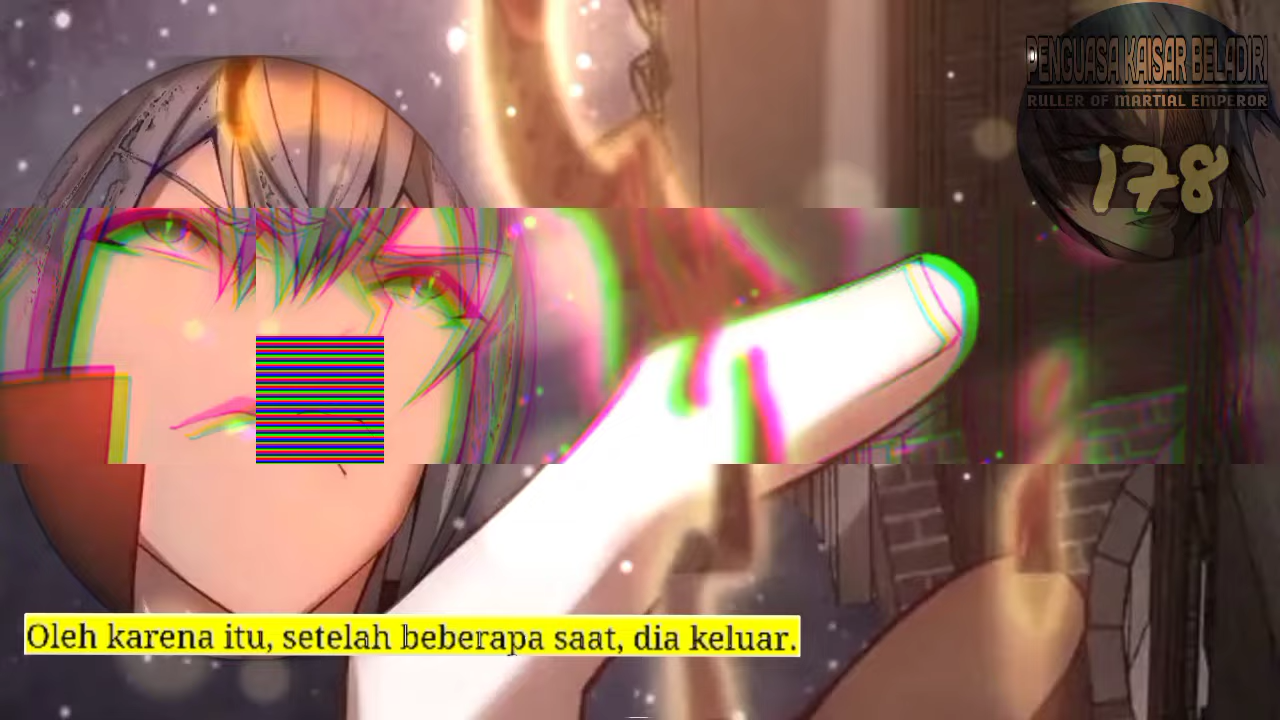 PENGUASA KAISAR BELADIRI
RULLER OF MARTIAL EMPEROR
178
Oleh karena itu, setelah beberapa saat, dia keluar.